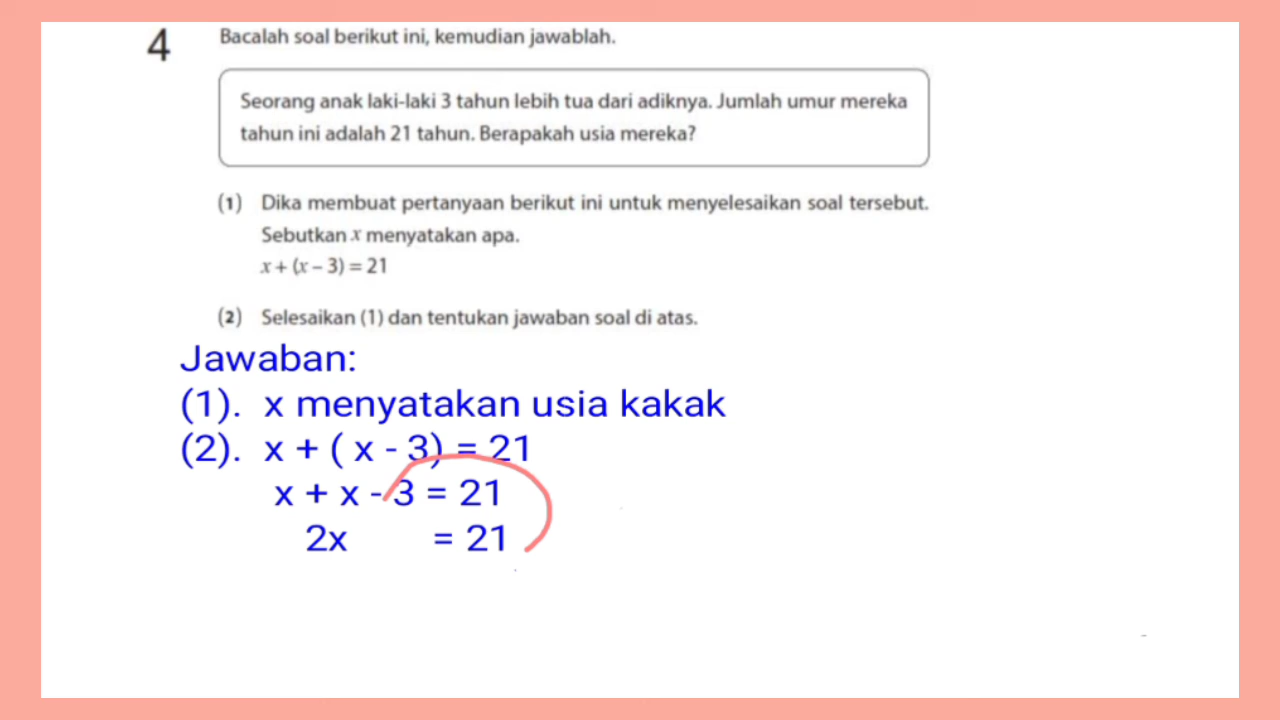 4 Bacalah soal berikut ini, kemudian jawablah.
Seorang anak laki-laki 3 tahun lebih tua dari adiknya. Jumlah umur mereka
tahun ini adalah 21 tahun. Berapakah usia mereka?
(1) Dika membuat pertanyaan berikut ini untuk menyelesaikan soal tersebut.
Sebutkan x menyatakan apa.
x + (x – 3) = 21
(2) Selesaikan (1) dan tentukan jawaban soal di atas.
Jawaban:
(1). x menyatakan usia kakak
(2). x + ( x - 3) = 21
x + x - 3 = 21
2x = 21